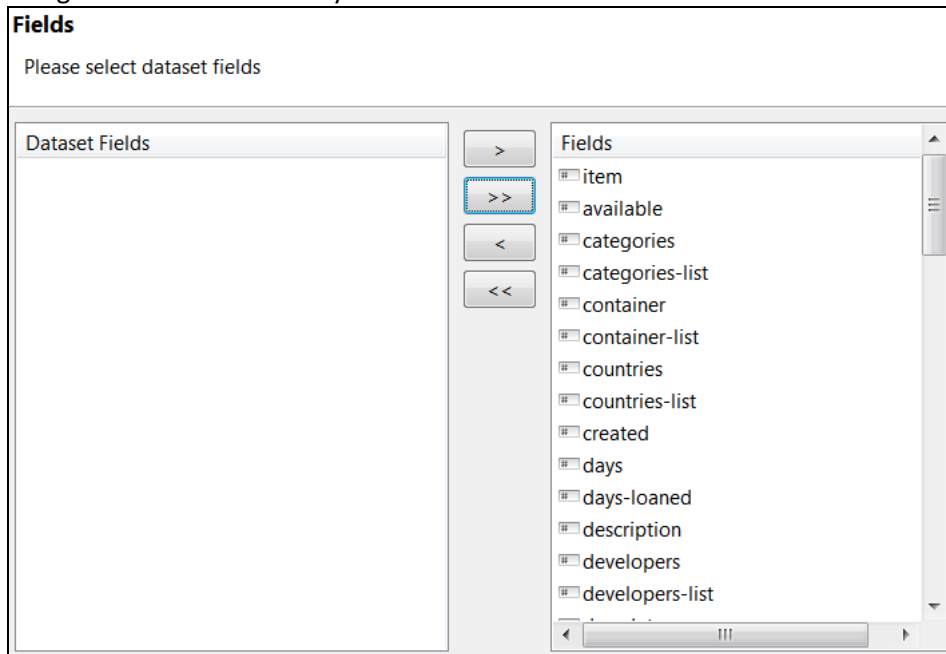 Fields
Please select dataset fields
Dataset Fields
>
>>
<
<<
Fields
item
available
categories
categories-list
container
container-list
countries
countries-list
created
days
days-loaned
description
developers
developers-list